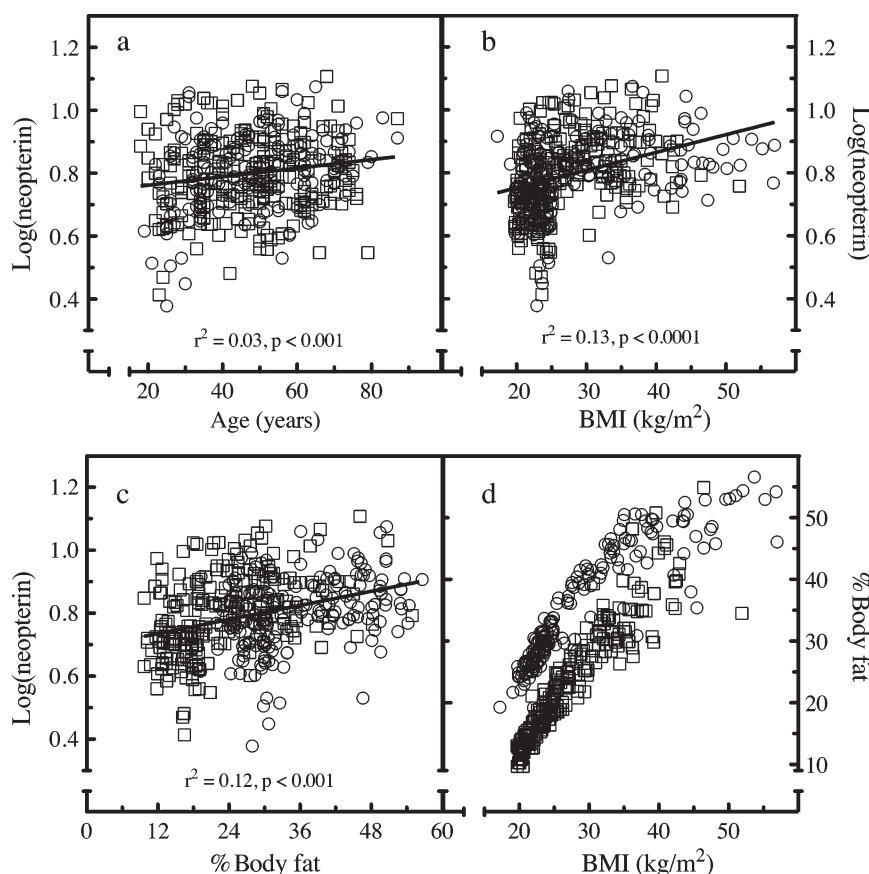 a
b
1.2
1.0
0.8
0.6
0.4
Log(neopterin)
1.2
1.0
0.8
0.6
0.4
Log(neopterin)
r² = 0.03, p < 0.001
r² = 0.13, p < 0.0001
20 40 60 80
20 30 40 50
Age (years)
BMI (kg/m²)
c
d
1.2
1.0
0.8
0.6
0.4
Log(neopterin)
50
40
30
20
10
% Body fat
r² = 0.12, p < 0.001
0 12 24 36 48 60
20 30 40 50 60
% Body fat
BMI (kg/m²)